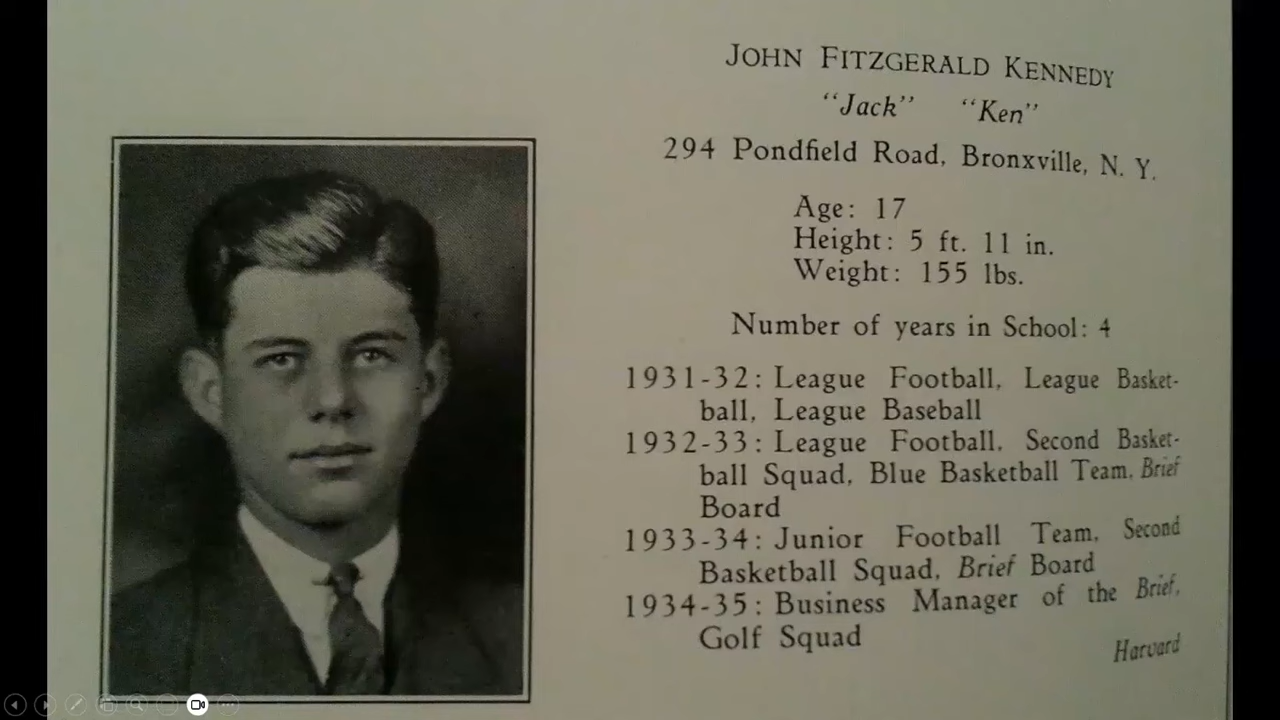 JOHN FITZGERALD KENNEDY
“Jack” “Ken”
294 Pondfield Road, Bronxville, N. Y.
Age: 17
Height: 5 ft. 11 in.
Weight: 155 lbs.
Number of years in School: 4
1931-32: League Football, League Basket-
ball, League Baseball
1932-33: League Football, Second Basket-
ball Squad, Blue Basketball Team, Brief
Board
1933-34: Junior Football Team, Second
Basketball Squad, Brief Board
1934-35: Business Manager of the Brief,
Golf Squad
Harvard